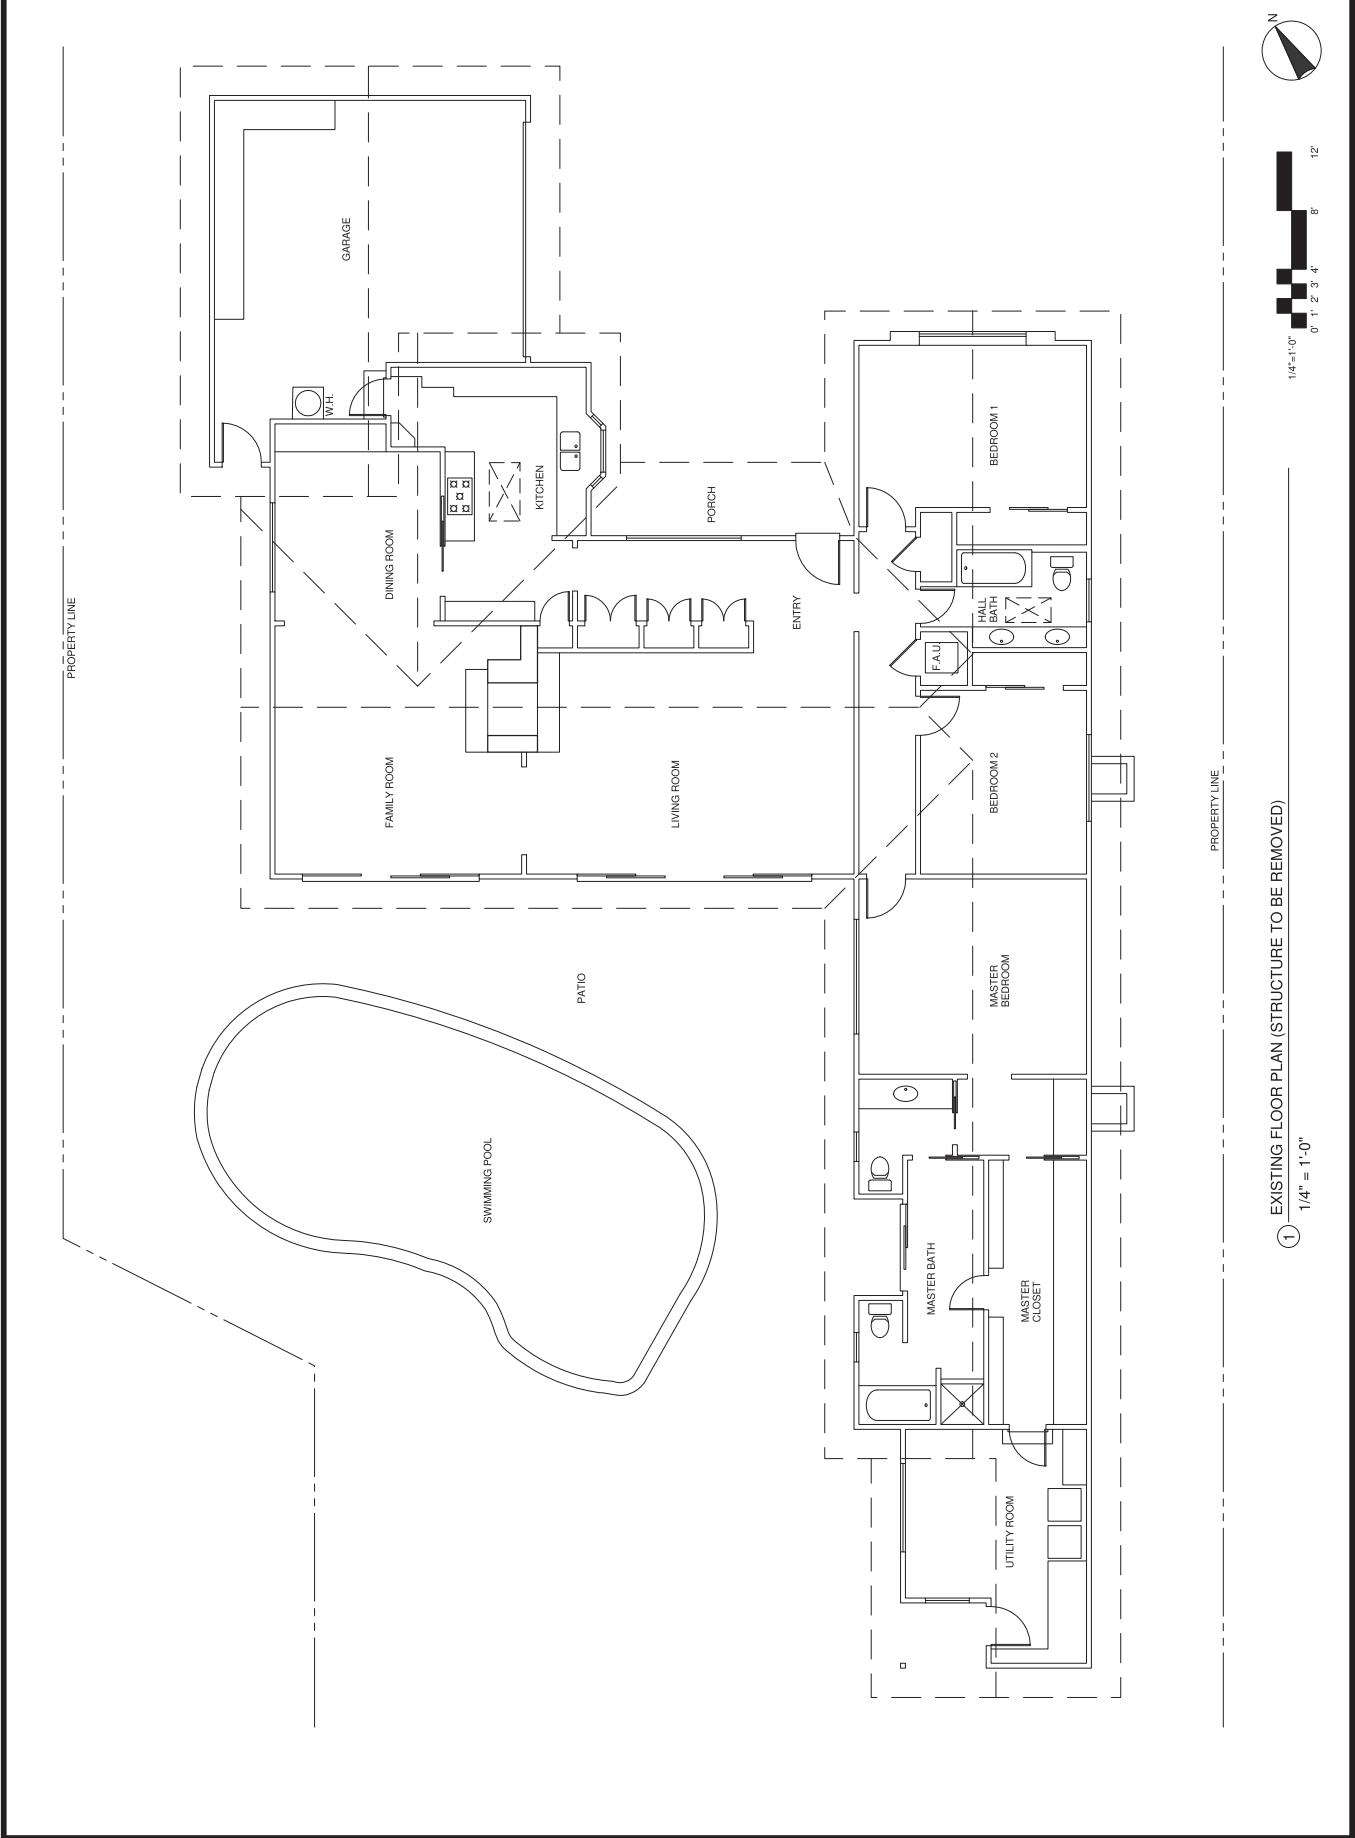 PROPERTY LINE
GARAGE
W.H.
DINING ROOM
KITCHEN
PORCH
ENTRY
FAMILY ROOM
LIVING ROOM
BEDROOM 1
HALL
BATH
F.A.U.
BEDROOM 2
MASTER
BEDROOM
PATIO
SWIMMING POOL
MASTER BATH
MASTER
CLOSET
UTILITY ROOM
PROPERTY LINE
1 EXISTING FLOOR PLAN (STRUCTURE TO BE REMOVED)
1/4" = 1'-0"
1/4"=1'-0"
0' 1' 2' 3' 4' 8' 12'
N